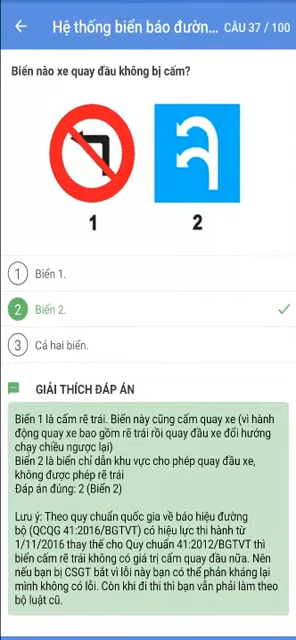 Hệ thống biển báo đườn... CÂU 37 / 100
Biển nào xe quay đầu không bị cấm?
1 2
1 Biển 1.
2 Biển 2.
3 Cả hai biển.
GIẢI THÍCH ĐÁP ÁN
Biển 1 là cấm rẽ trái. Biển này cũng cấm quay xe (vì hành
động quay xe bao gồm rẽ trái rồi quay đầu xe đổi hướng
chạy chiều ngược lại)
Biển 2 là biển chỉ dẫn khu vực cho phép quay đầu xe,
không được phép rẽ trái
Đáp án đúng: 2 (Biển 2)
Lưu ý: Theo quy chuẩn quốc gia về báo hiệu đường
bộ (QCQG 41:2016/BGTVT) có hiệu lực thi hành từ
1/11/2016 thay thế cho Quy chuẩn 41:2012/BGTVT thì
biển cấm rẽ trái không có giá trị cấm quay đầu nữa. Nên
nếu bạn bị CSGT bắt vì lỗi này bạn có thể phản kháng lại
mình không có lỗi. Còn khi đi thi thì bạn vẫn phải làm theo
bộ luật cũ.